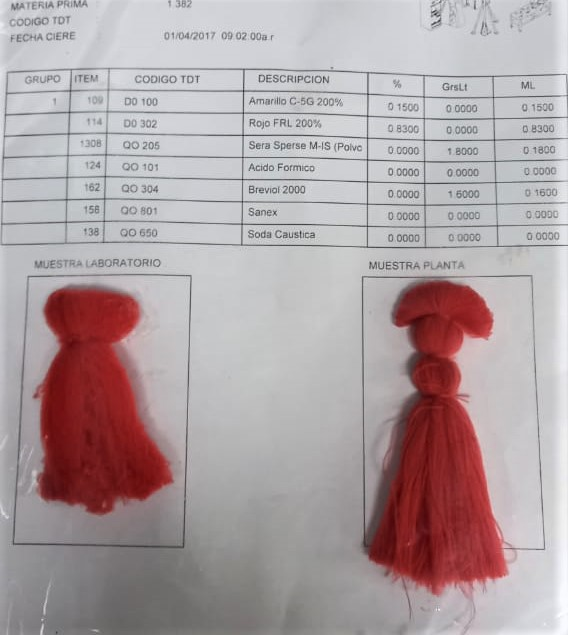 MATERIA PRIMA 1.382
CODIGO TDT
FECHA CIERE 01/04/2017 09:02:00a.r
GRUPO ITEM CODIGO TDT DESCRIPCION % GrsLt ML
1 109 D0 100 Amarillo C-5G 200% 0.1500 0.0000 0.1500
114 D0 302 Rojo FRL 200% 0.8300 0.0000 0.8300
1308 QO 205 Sera Sperse M-IS (Polvc 0.0000 1.8000 0.1800
124 QO 101 Acido Formico 0.0000 0.0000 0.0000
162 QO 304 Breviol 2000 0.0000 1.6000 0.1600
158 QO 801 Sanex 0.0000 0.0000 0.0000
138 QO 650 Soda Caustica 0.0000 0.0000 0.0000
MUESTRA LABORATORIO MUESTRA PLANTA